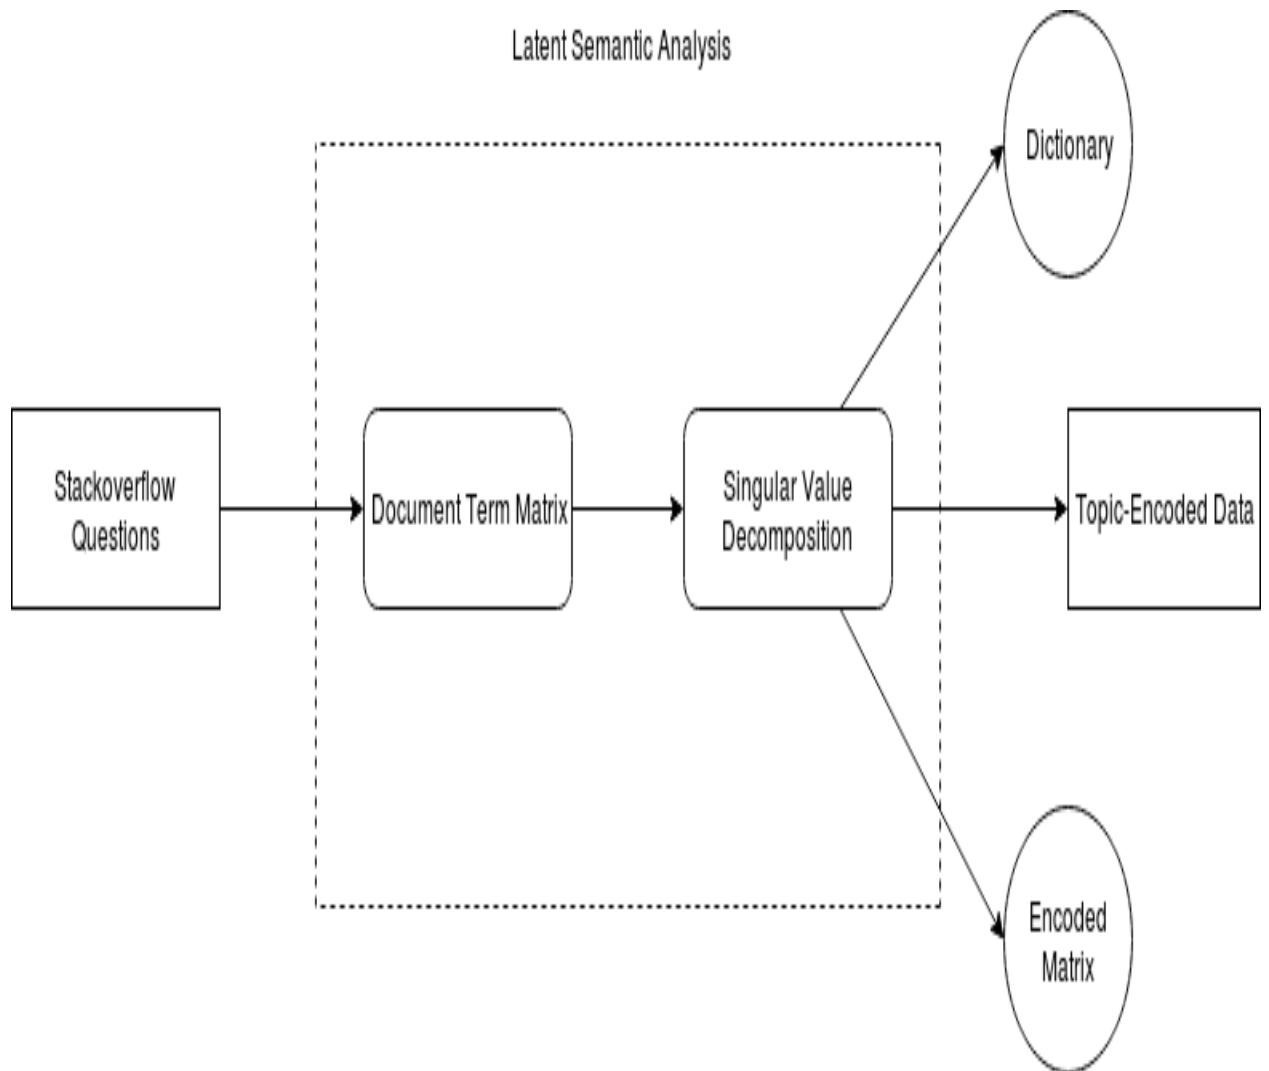 Latent Semantic Analysis
Dictionary
Stackoverflow
Questions
Document Term Matrix
Singular Value
Decomposition
Topic-Encoded Data
Encoded
Matrix